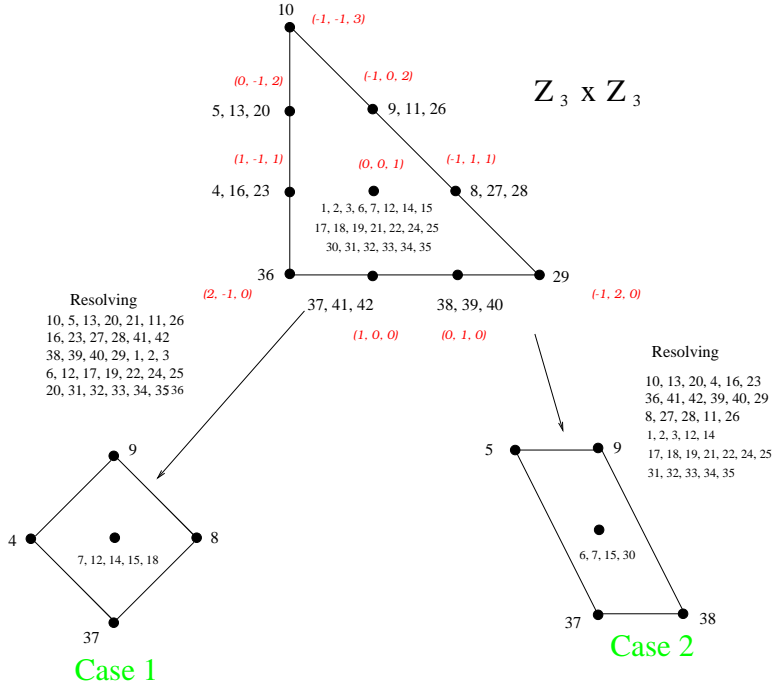 10
(-1, -1, 3)
(0, -1, 2)
(-1, 0, 2)
Z 3 x Z 3
5, 13, 20
9, 11, 26
(1, -1, 1)
(0, 0, 1)
(-1, 1, 1)
4, 16, 23
8, 27, 28
1, 2, 3, 6, 7, 12, 14, 15
17, 18, 19, 21, 22, 24, 25
30, 31, 32, 33, 34, 35
36
29
(2, -1, 0)
(-1, 2, 0)
37, 41, 42
38, 39, 40
(1, 0, 0)
(0, 1, 0)
Resolving
10, 5, 13, 20, 21, 11, 26
16, 23, 27, 28, 41, 42
38, 39, 40, 29, 1, 2, 3
6, 12, 17, 19, 22, 24, 25
20, 31, 32, 33, 34, 35 36
Resolving
10, 13, 20, 4, 16, 23
36, 41, 42, 39, 40, 29
8, 27, 28, 11, 26
1, 2, 3, 12, 14
17, 18, 19, 21, 22, 24, 25
31, 32, 33, 34, 35
9
4
8
7, 12, 14, 15, 18
37
Case 1
5
9
6, 7, 15, 30
37
38
Case 2